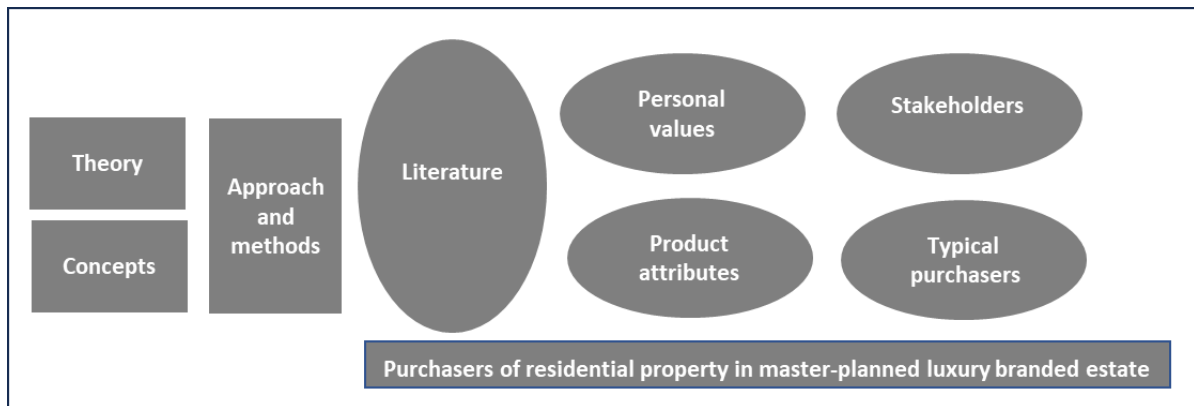 Theory
Concepts
Approach
and
methods
Literature
Personal
values
Product
attributes
Stakeholders
Typical
purchasers
Purchasers of residential property in master-planned luxury branded estate